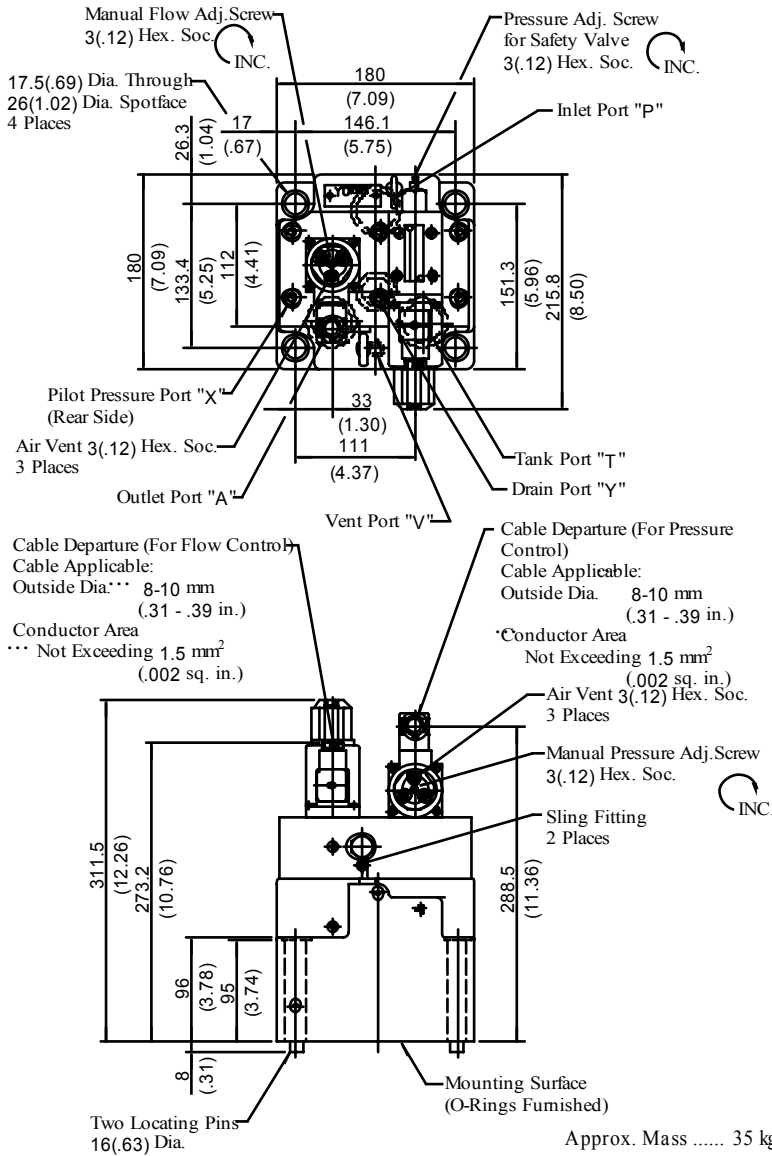 Manual Flow Adj.Screw
3(.12) Hex. Soc.
INC.
Pressure Adj. Screw
for Safety Valve
3(.12) Hex. Soc.
INC.
17.5(.69) Dia. Through
26(1.02) Dia. Spotface
4 Places
180
(7.09)
Inlet Port "P"
26.3
(1.04)
17
(.67)
146.1
(5.75)
180
(7.09)
133.4
(5.25)
112
(4.41)
151.3
(5.96)
215.8
(8.50)
Pilot Pressure Port "X"
(Rear Side)
33
(1.30)
Air Vent 3(.12) Hex. Soc.
3 Places
111
(4.37)
Tank Port "T"
Outlet Port "A"
Drain Port "Y"
Vent Port "V"
Cable Departure (For Flow Control)
Cable Applicable:
Outside Dia. ··· 8-10 mm
(.31 - .39 in.)
Conductor Area
··· Not Exceeding 1.5 mm²
(.002 sq. in.)
Cable Departure (For Pressure
Control)
Cable Applicable:
Outside Dia. 8-10 mm
(.31 - .39 in.)
··· Conductor Area
Not Exceeding 1.5 mm²
(.002 sq. in.)
Air Vent 3(.12) Hex. Soc.
3 Places
Manual Pressure Adj.Screw
3(.12) Hex. Soc.
INC.
Sling Fitting
2 Places
311.5
(12.26)
273.2
(10.76)
288.5
(11.36)
96
(3.78)
95
(3.74)
8
(.31)
Mounting Surface
(O-Rings Furnished)
Two Locating Pins
16(.63) Dia.
Approx. Mass ...... 35 kg